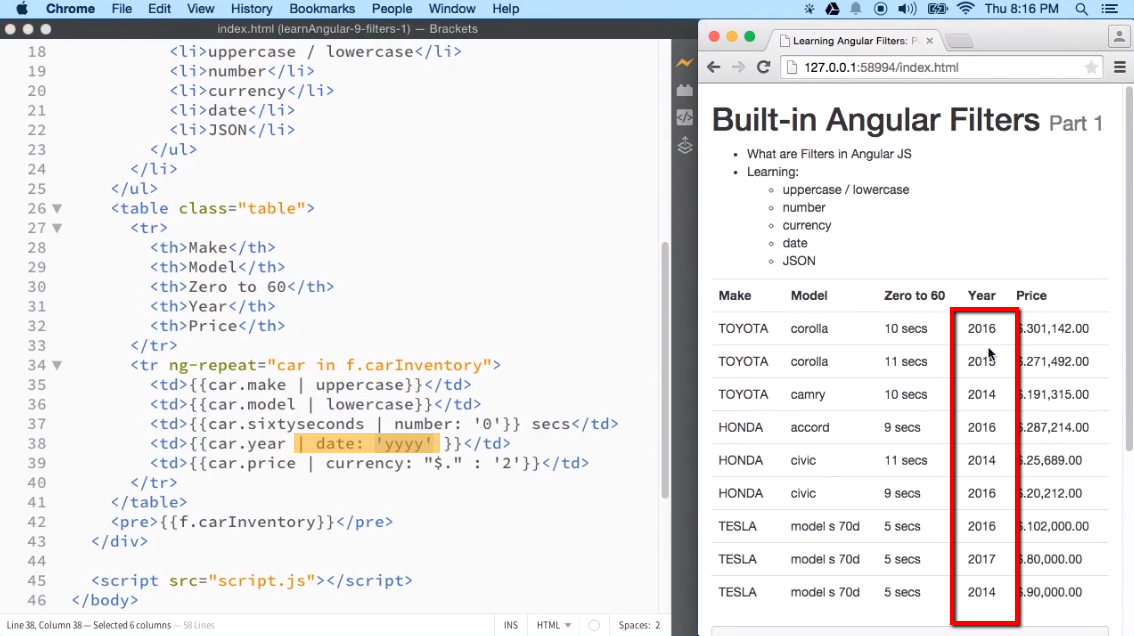 Chrome File Edit View History Bookmarks People Window Help Thu 8:16 PM
index.html (learnAngular-9-filters-1) — Brackets
18 <li>uppercase / lowercase</li>
19 <li>number</li>
20 <li>currency</li>
21 <li>date</li>
22 <li>JSON</li>
23 </ul>
24 </li>
25 </ul>
26 <table class="table">
27 <tr>
28 <th>Make</th>
29 <th>Model</th>
30 <th>Zero to 60</th>
31 <th>Year</th>
32 <th>Price</th>
33 </tr>
34 <tr ng-repeat="car in f.carInventory">
35 <td>{{car.make | uppercase}}</td>
36 <td>{{car.model | lowercase}}</td>
37 <td>{{car.sixtyseconds | number: '0'}} secs</td>
38 <td>{{car.year | date: 'yyyy' }}</td>
39 <td>{{car.price | currency: "$." : '2'}}</td>
40 </tr>
41 </table>
42 <pre>{{f.carInventory}}</pre>
43 </div>
44
45 <script src="script.js"></script>
46 </body>
Line 38, Column 38 — Selected 6 columns — 58 Lines INS HTML Spaces: 2
Learning Angular Filters:
127.0.0.1:58994/index.html
Built-in Angular Filters Part 1
What are Filters in Angular JS
Learning:
uppercase / lowercase
number
currency
date
JSON
Make Model Zero to 60 Year Price
TOYOTA corolla 10 secs 2016 $.301,142.00
TOYOTA corolla 11 secs 2015 $.271,492.00
TOYOTA camry 10 secs 2014 $.191,315.00
HONDA accord 9 secs 2016 $.287,214.00
HONDA civic 11 secs 2014 $.25,689.00
HONDA civic 9 secs 2016 $.20,212.00
TESLA model s 70d 5 secs 2016 $.102,000.00
TESLA model s 70d 5 secs 2017 $.80,000.00
TESLA model s 70d 5 secs 2014 $.90,000.00